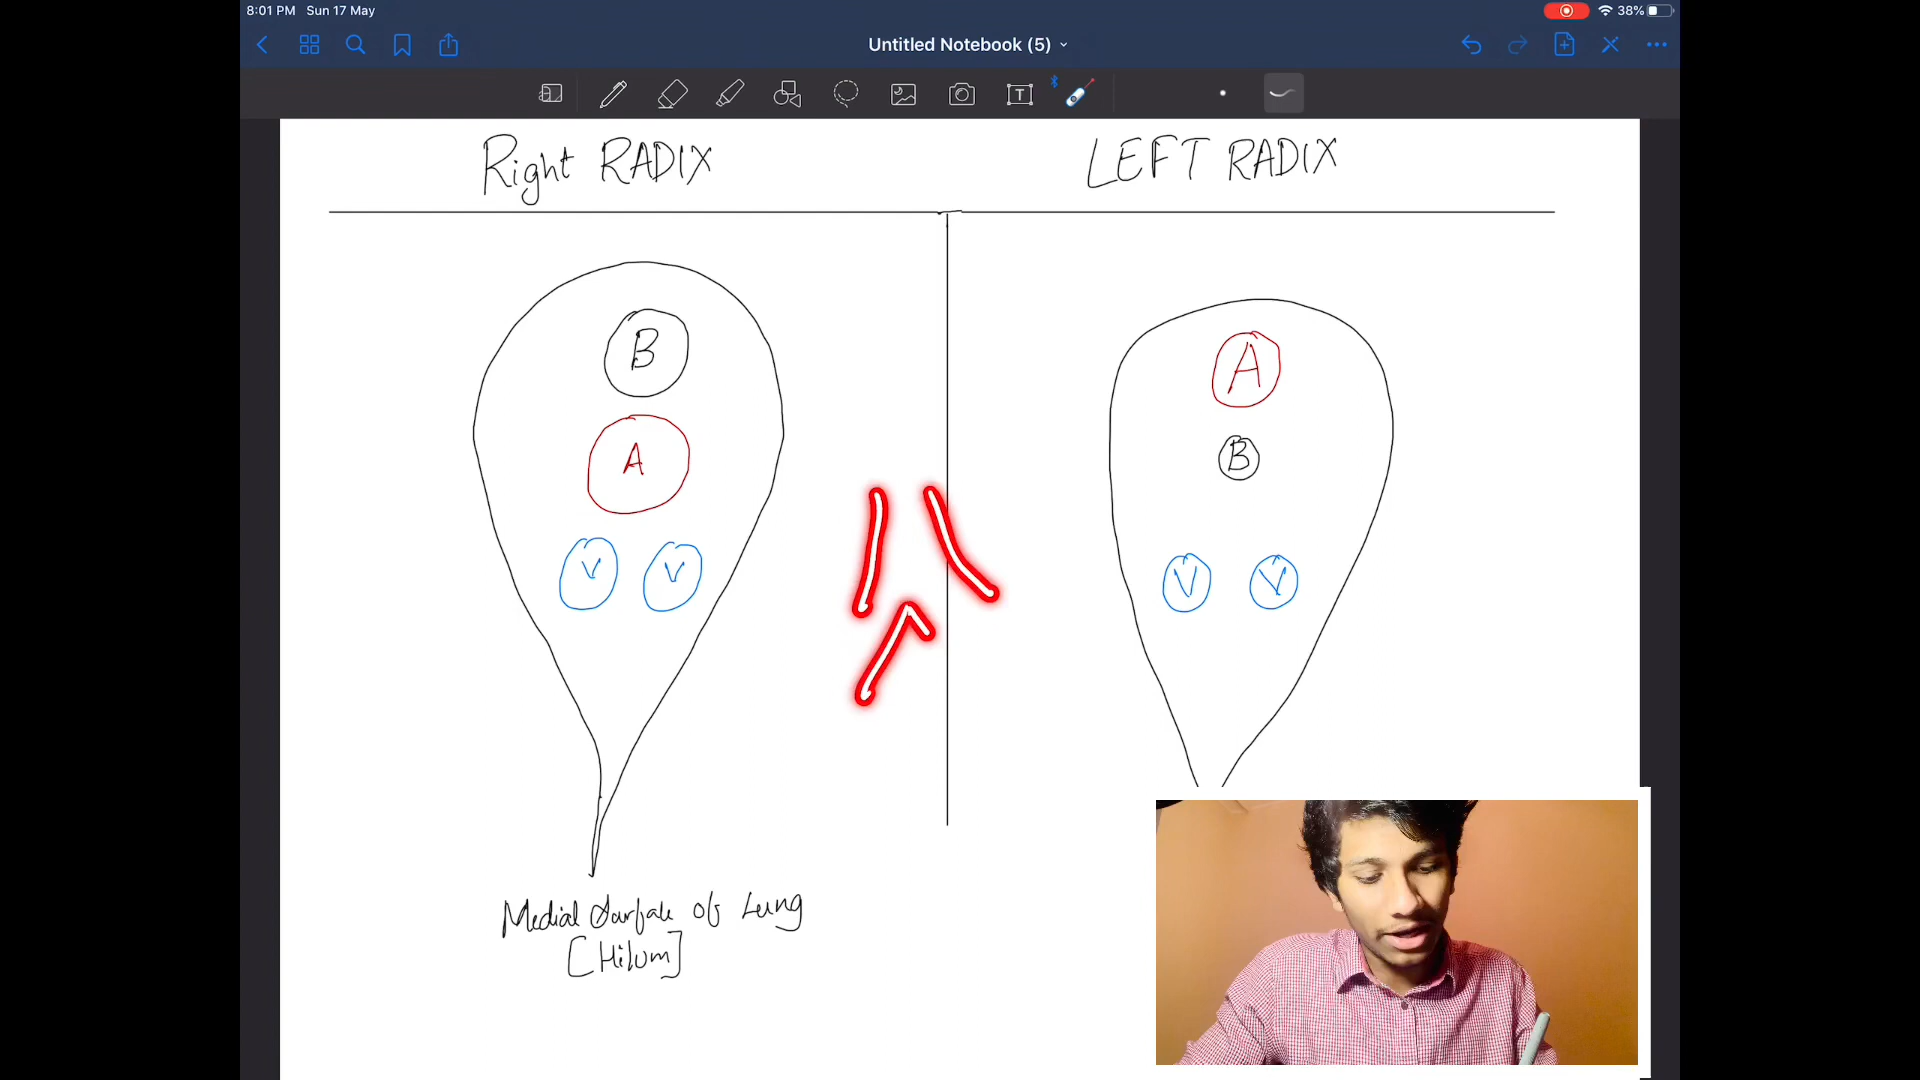 8:01 PM Sun 17 May
38%
Untitled Notebook (5)
T
Right RADIX
LEFT RADIX
B
A
V V
A
B
V V
Medial Surface of Lung
[Hilum]